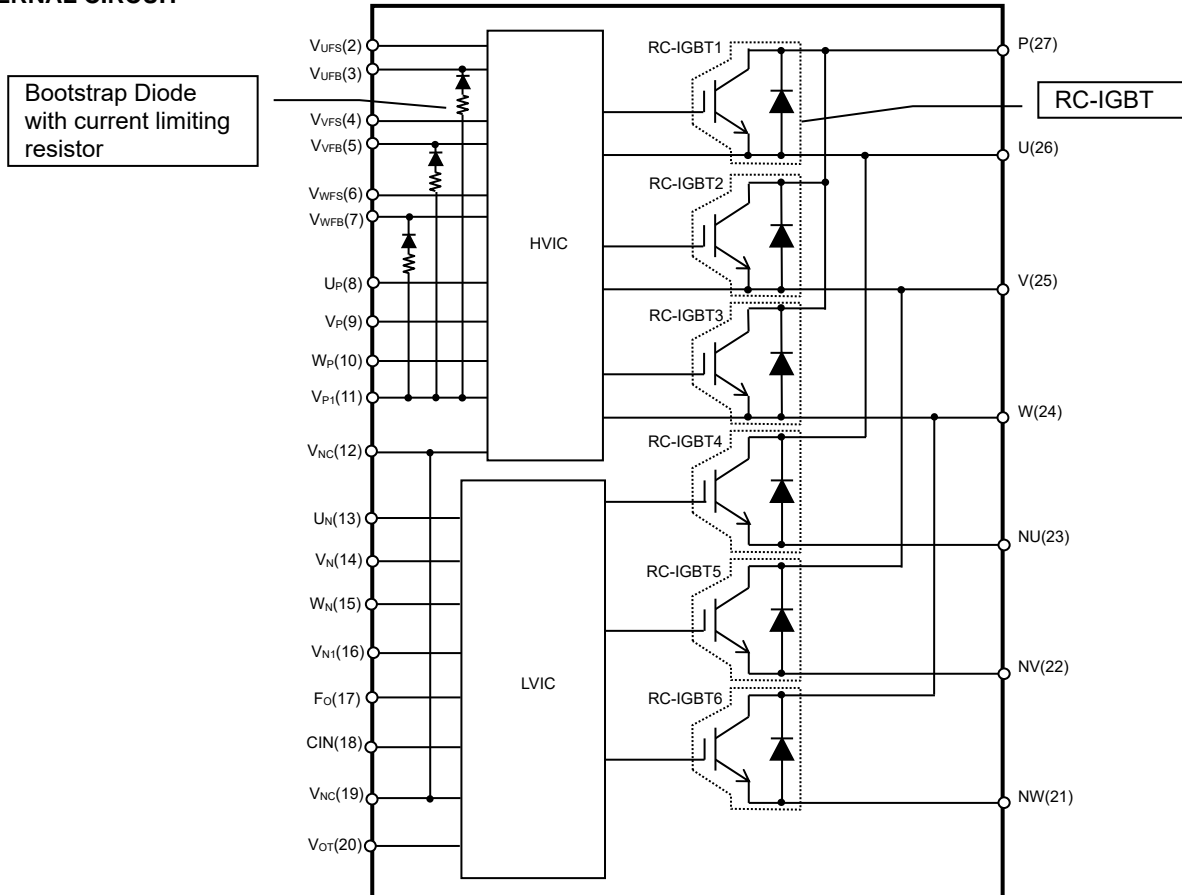 VUFS(2)
VUFB(3)
VVFS(4)
VVFB(5)
VWFS(6)
VWFB(7)
UP(8)
VP(9)
WP(10)
VP1(11)
VNC(12)
UN(13)
VN(14)
WN(15)
VN1(16)
FO(17)
CIN(18)
VNC(19)
VOT(20)
Bootstrap Diode
with current limiting
resistor
HVIC
LVIC
RC-IGBT1
RC-IGBT2
RC-IGBT3
RC-IGBT4
RC-IGBT5
RC-IGBT6
P(27)
RC-IGBT
U(26)
V(25)
W(24)
NU(23)
NV(22)
NW(21)